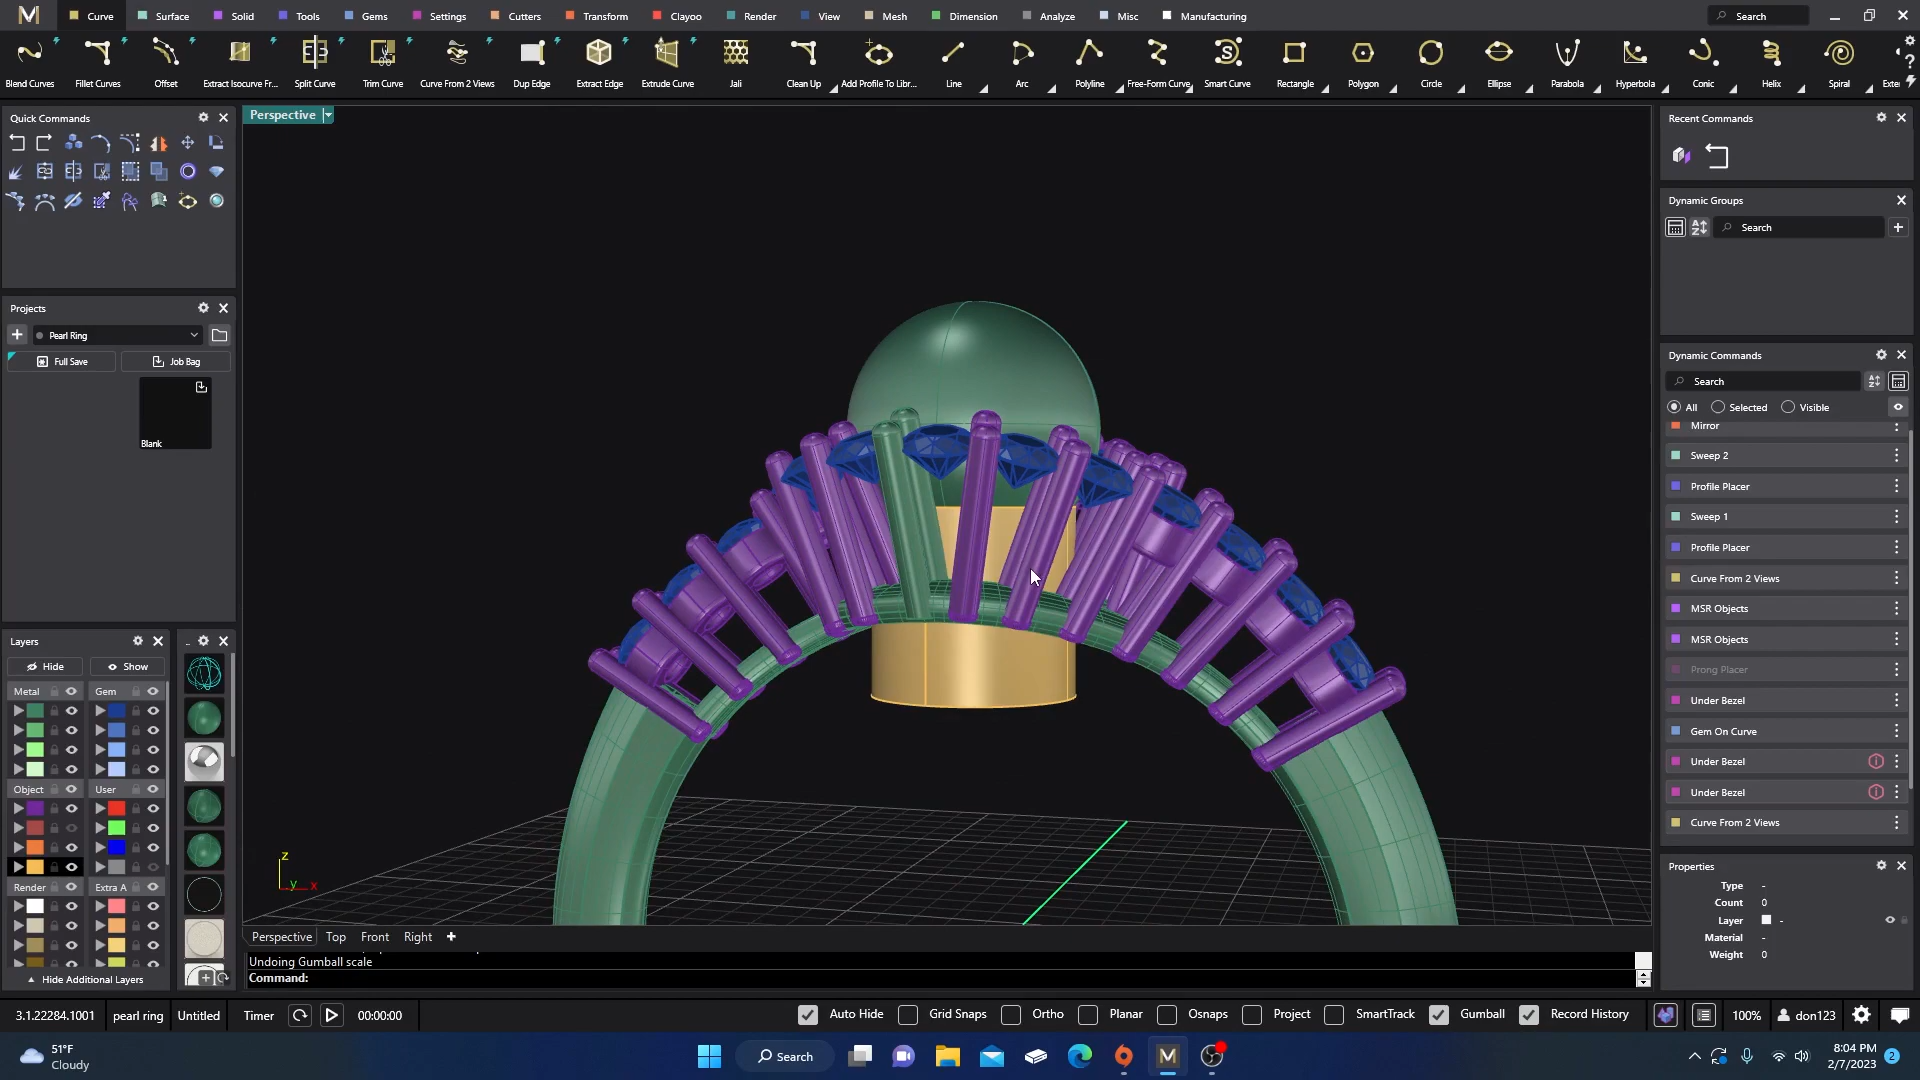 Curve Surface Solid Tools Gems Settings Cutters Transform Clayoo Render View Mesh Dimension Analyze Misc Manufacturing Search
Blend Curves Fillet Curves Offset Extract Isocurve Fr... Split Curve Trim Curve Curve From 2 Views Dup Edge Extract Edge Extrude Curve Jali Clean Up Add Profile To Libr... Line Arc Polyline Free-Form Curve Smart Curve Rectangle Polygon Circle Ellipse Parabola Hyperbola Conic Helix Spiral
Quick Commands
Perspective
Recent Commands
Dynamic Groups
Search
Projects
Pearl Ring
Full Save Job Bag
Blank
Dynamic Commands
Search
All Selected Visible
Mirror
Sweep 2
Profile Placer
Sweep 1
Profile Placer
Curve From 2 Views
MSR Objects
MSR Objects
Prong Placer
Under Bezel
Gem On Curve
Under Bezel
Under Bezel
Curve From 2 Views
Layers
Hide Show
Metal Gem
Object User
Render Extra A
Hide Additional Layers
z
y x
Properties
Type -
Count 0
Layer -
Material -
Weight 0
Perspective Top Front Right
Undoing Gumball scale
Command:
3.1.22284.1001 pearl ring Untitled Timer 00:00:00 Auto Hide Grid Snaps Ortho Planar Osnaps Project SmartTrack Gumball Record History 100% don123
51°F
Cloudy
Search
8:04 PM
2/7/2023
2